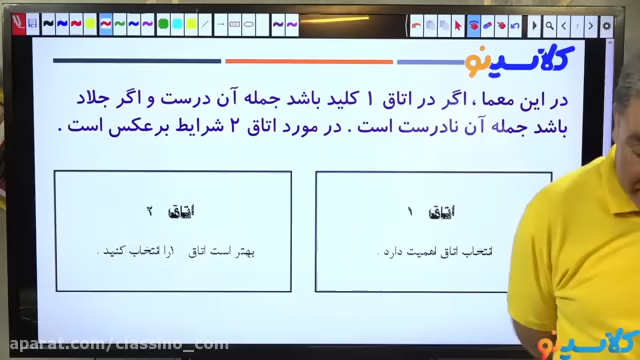 کلاسینو
در این معما ، اگر در اتاق ۱ کلید باشد جمله آن درست و اگر جلاد
باشد جمله آن نادرست است . در مورد اتاق ۲ شرایط برعکس است .
اتاق ۱
انتخاب اتاق اهمیت دارد .
اتاق ۲
بهتر است اتاق ۱ را انتخاب کنید .
aparat.com/classino_com
کلاسینو